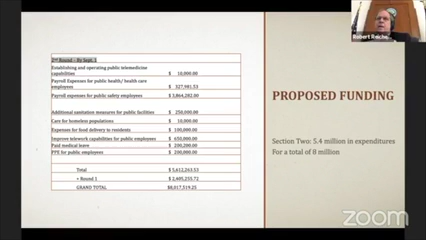 Robert Reiche
2nd Round – By Sept. 1
Establishing and operating public telemedicine
capabilities $ 10,000.00
Payroll Expenses for public health/ health care
employees $ 327,981.53
Payroll expenses for public safety employees $ 3,864,282.00
Additional sanitation measures for public facilities $ 250,000.00
Care for homeless populations $ 10,000.00
Expenses for food delivery to residents $ 100,000.00
Improve telework capabilities for public employees $ 650,000.00
Paid medical leave $ 200,200.00
PPE for public employees $ 200,000.00
Total $ 5,612,263.53
+ Round 1 $ 2,405,255.72
GRAND TOTAL $8,017,519.25
PROPOSED FUNDING
Section Two: 5.4 million in expenditures
For a total of 8 million
zoom